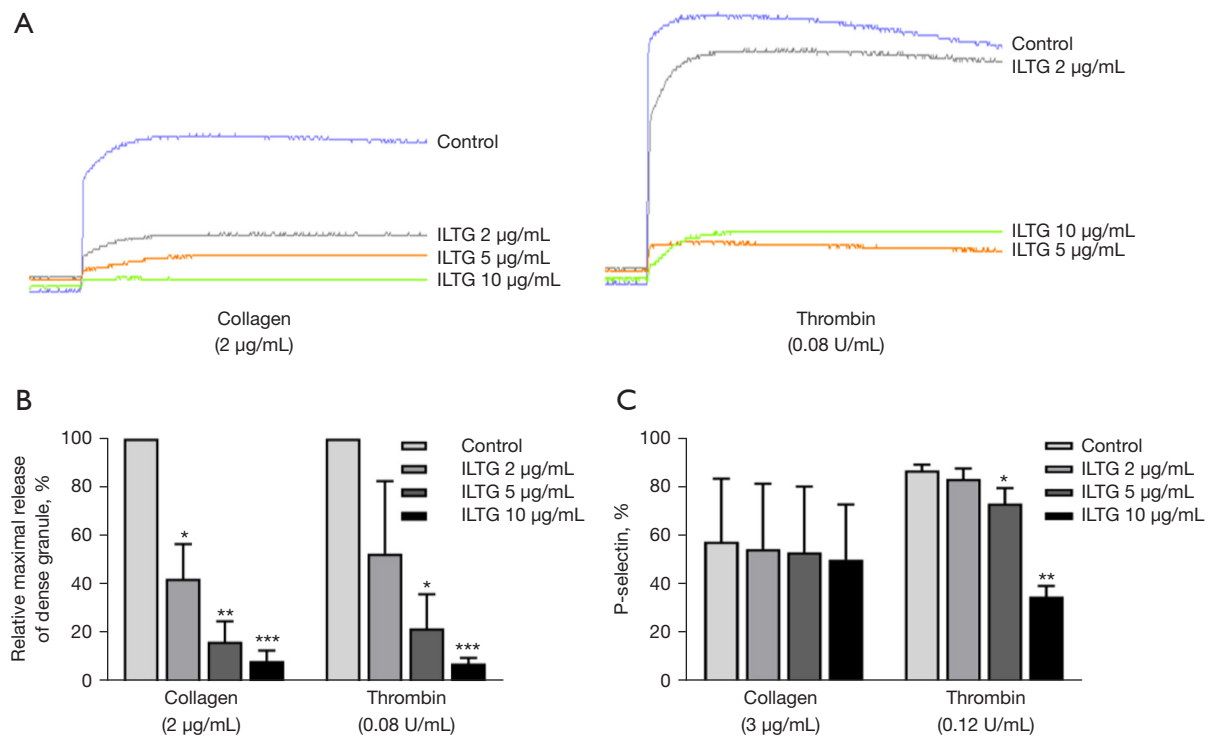 A
Control
ILTG 2 µg/mL
ILTG 5 µg/mL
ILTG 10 µg/mL
Collagen
(2 µg/mL)
Control
ILTG 2 µg/mL
ILTG 10 µg/mL
ILTG 5 µg/mL
Thrombin
(0.08 U/mL)
B
Relative maximal release
of dense granule, %
100
80
60
40
20
0
*
**
***
*
***
Control
ILTG 2 µg/mL
ILTG 5 µg/mL
ILTG 10 µg/mL
Collagen
(2 µg/mL)
Thrombin
(0.08 U/mL)
C
P-selectin, %
100
80
60
40
20
0
*
**
Control
ILTG 2 µg/mL
ILTG 5 µg/mL
ILTG 10 µg/mL
Collagen
(3 µg/mL)
Thrombin
(0.12 U/mL)